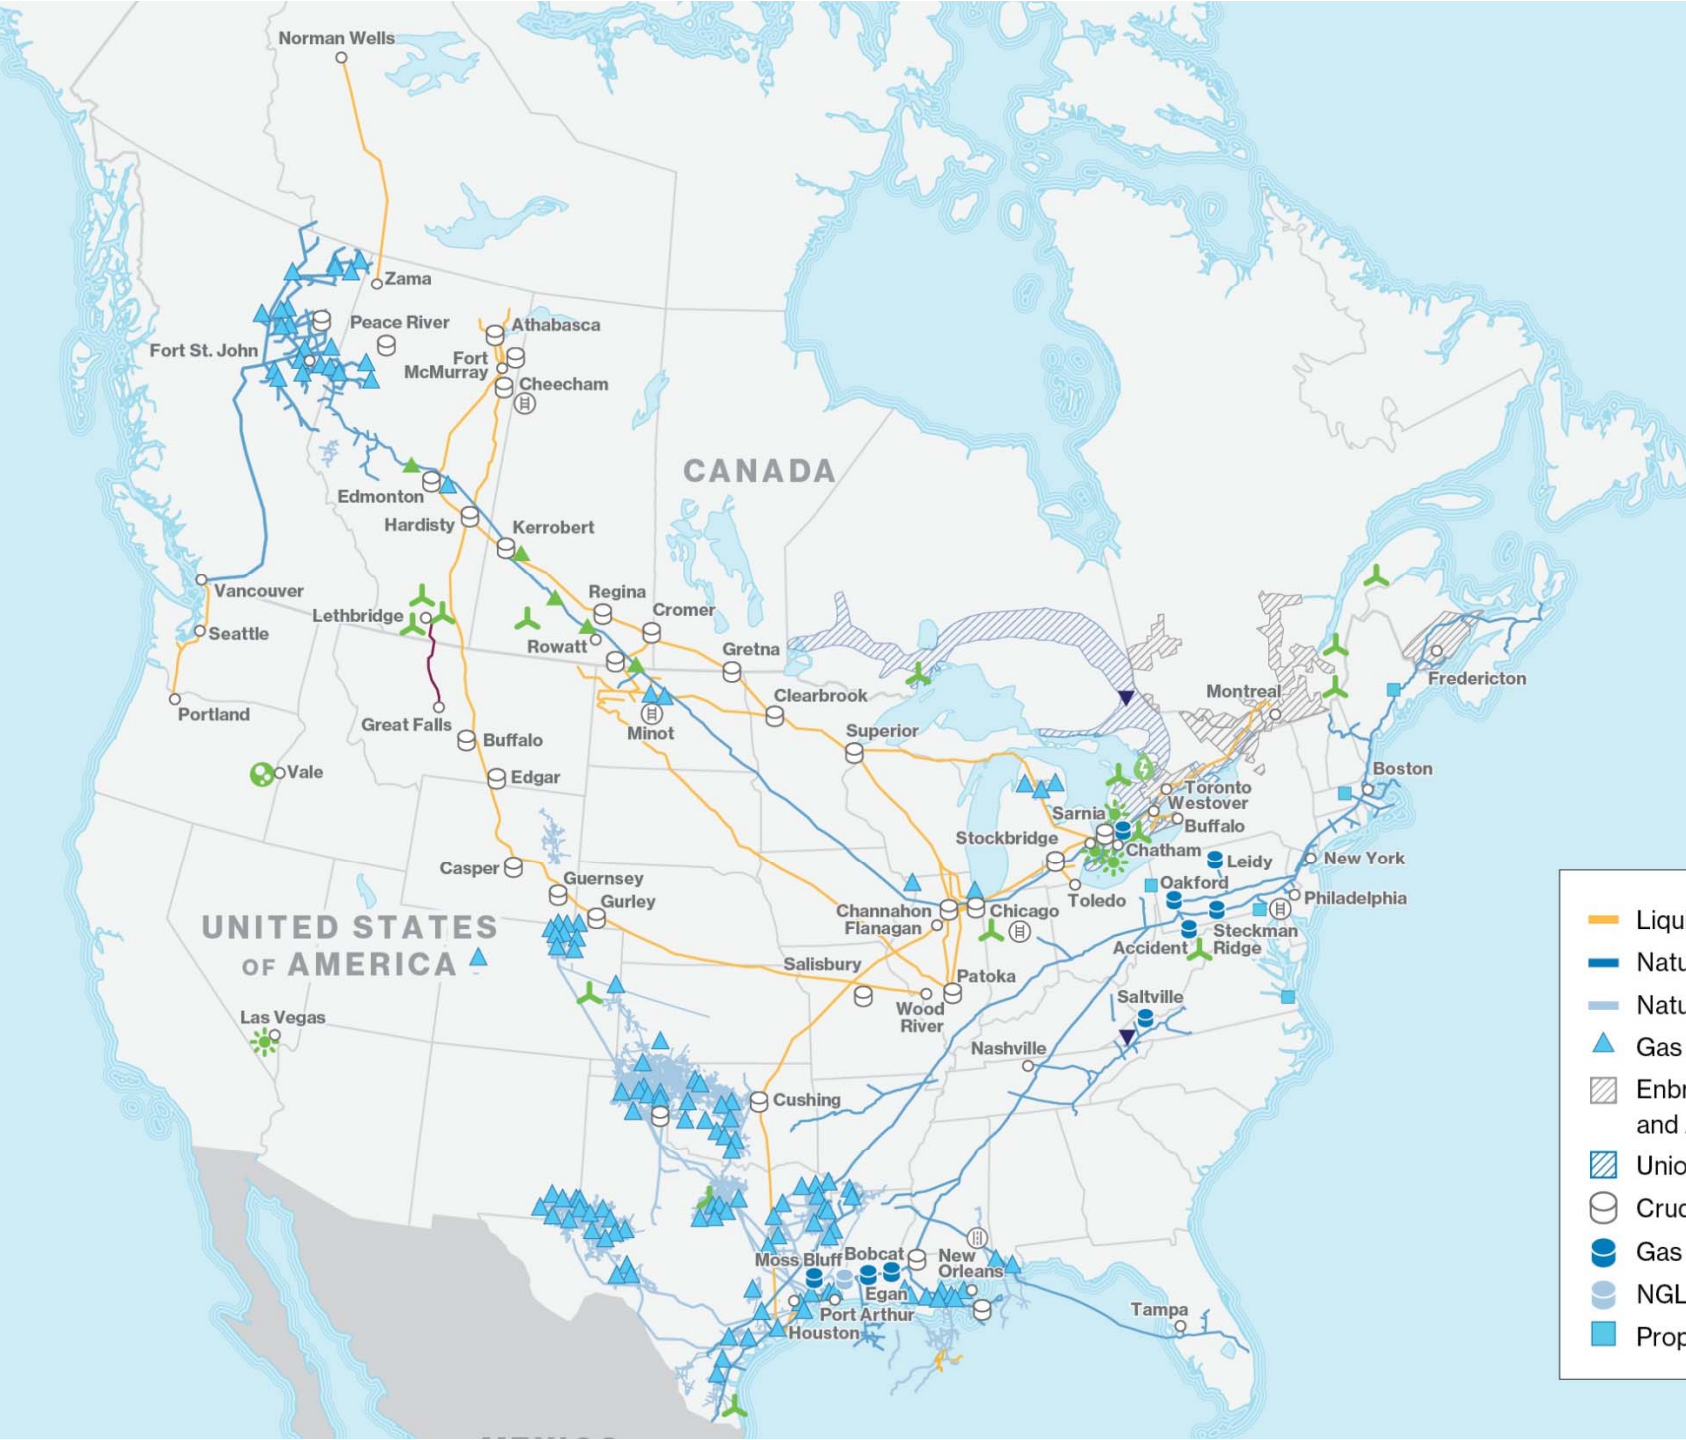 Norman Wells
Zama
Peace River
Athabasca
Fort St. John
Fort
McMurray
Cheecham
CANADA
Edmonton
Hardisty
Kerrobert
Vancouver
Regina
Lethbridge
Cromer
Seattle
Rowatt
Gretna
Fredericton
Montreal
Clearbrook
Portland
Great Falls
Minot
Superior
Buffalo
Boston
Vale
Edgar
Toronto
Westover
Sarnia
Buffalo
Stockbridge
Chatham
New York
Leidy
Casper
Guernsey
Oakford
Gurley
Toledo
Philadelphia
Channahon
Chicago
Flanagan
Steckman
Accident
Ridge
UNITED STATES
OF AMERICA
Salisbury
Patoka
Saltville
Wood
River
Las Vegas
Nashville
Cushing
Moss Bluff
Bobcat
New
Orleans
Egan
Port Arthur
Houston
Tampa
Liqu
Natu
Natu
Gas
Enbr
and
Unio
Cruc
Gas
NGL
Prop